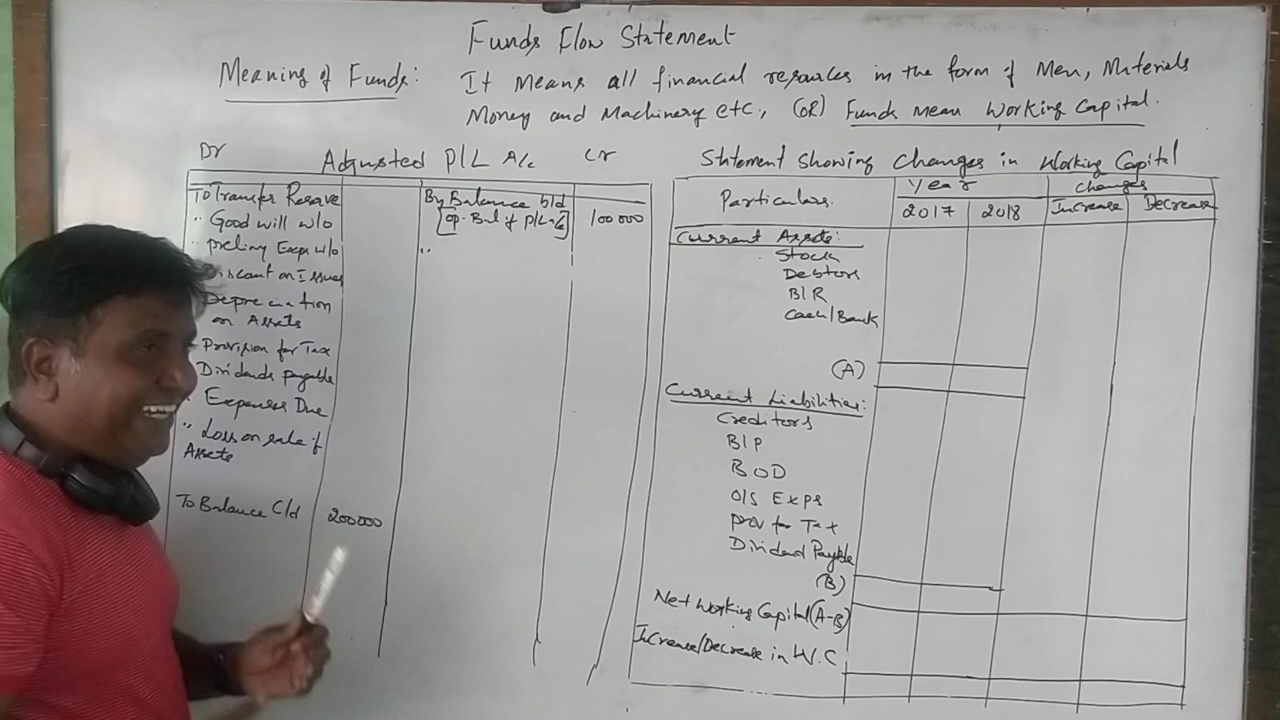 Funds Flow Statement
Meaning of Funds: It Means all financial resources in the form of Men, Materials
Money and Machinery etc., (OR) Funds mean Working Capital.
Dr Adjusted P/L A/c Cr
To Transfer Reserve
" Good will w/o
" preliny Exps w/o
Discount on Issues
Depreciation
on Assets
Provision for Tax
Dividends payable
" Expenses Due
" Loss on sale of
Assets
To Balance C/d 200000
By Balance b/d
[op. Bal of P/L A/c] 100000
"
Statement showing changes in Working Capital
Particulars. Year changes
2017 2018 Increase Decrease
Current Assets:
Stock
Debtors
B/R
Cash/Bank
(A)
Current Liabilities:
Creditors
B/P
BOD
O/S Exps
prov for Tax
Dividend Payable
(B)
Net Working Capital (A-B)
Increase/Decrease in W.C